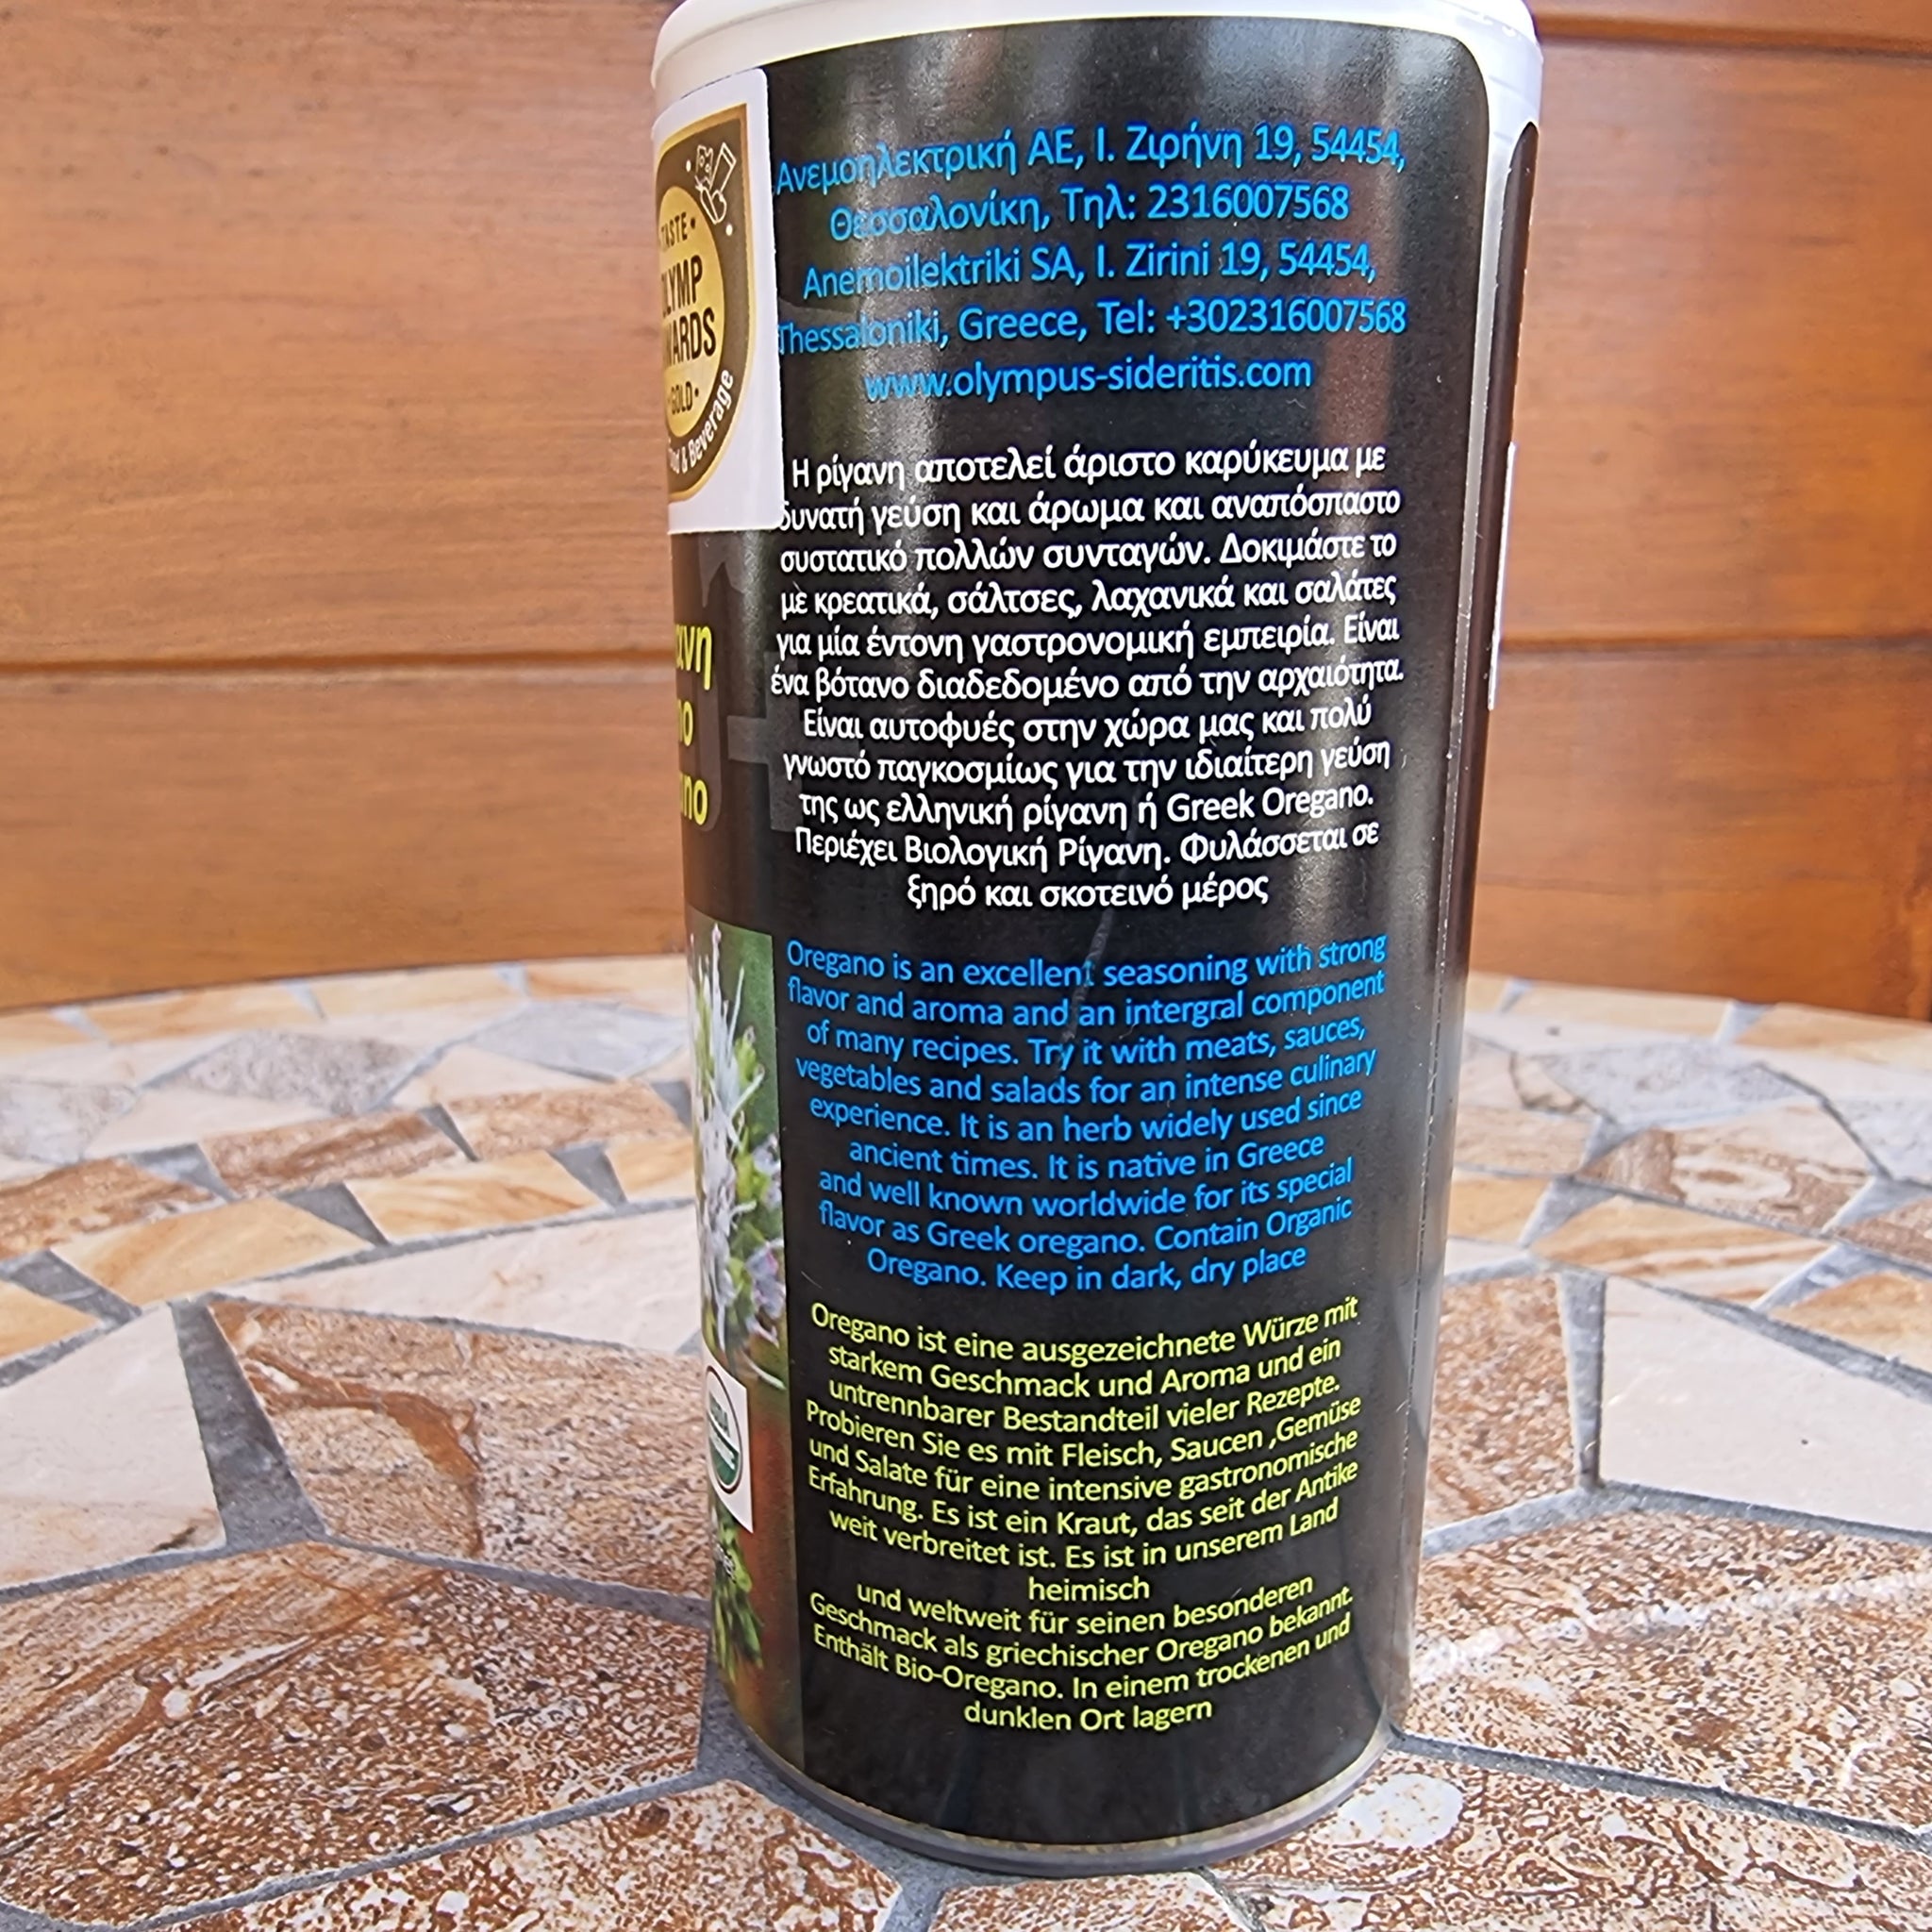 TASTE
AWARDS
GOLD
& Beverage
Ανεμοηλεκτρική ΑΕ, Ι. Ζιρήνη 19, 54454,
Θεσσαλονίκη, Τηλ: 2316007568
Anemoilektriki SA, I. Zirini 19, 54454,
Thessaloniki, Greece, Tel: +302316007568
www.olympus-sideritis.com
Η ρίγανη αποτελεί άριστο καρύκευμα με
δυνατή γεύση και άρωμα και αναπόσπαστο
συστατικό πολλών συνταγών. Δοκιμάστε το
με κρεατικά, σάλτσες, λαχανικά και σαλάτες
για μία έντονη γαστρονομική εμπειρία. Είναι
ένα βότανο διαδεδομένο από την αρχαιότητα.
Είναι αυτοφυές στην χώρα μας και πολύ
γνωστό παγκοσμίως για την ιδιαίτερη γεύση
της ως ελληνική ρίγανη ή Greek Oregano.
Περιέχει Βιολογική Ρίγανη. Φυλάσσεται σε
ξηρό και σκοτεινό μέρος
Oregano is an excellent seasoning with strong
flavor and aroma and an intergral component
of many recipes. Try it with meats, sauces,
vegetables and salads for an intense culinary
experience. It is an herb widely used since
ancient times. It is native in Greece
and well known worldwide for its special
flavor as Greek oregano. Contain Organic
Oregano. Keep in dark, dry place
Oregano ist eine ausgezeichnete Würze mit
starkem Geschmack und Aroma und ein
untrennbarer Bestandteil vieler Rezepte.
Probieren Sie es mit Fleisch, Saucen ,Gemüse
und Salate für eine intensive gastronomische
Erfahrung. Es ist ein Kraut, das seit der Antike
weit verbreitet ist. Es ist in unserem Land
heimisch
und weltweit für seinen besonderen
Geschmack als griechischer Oregano bekannt.
Enthält Bio-Oregano. In einem trockenen und
dunklen Ort lagern